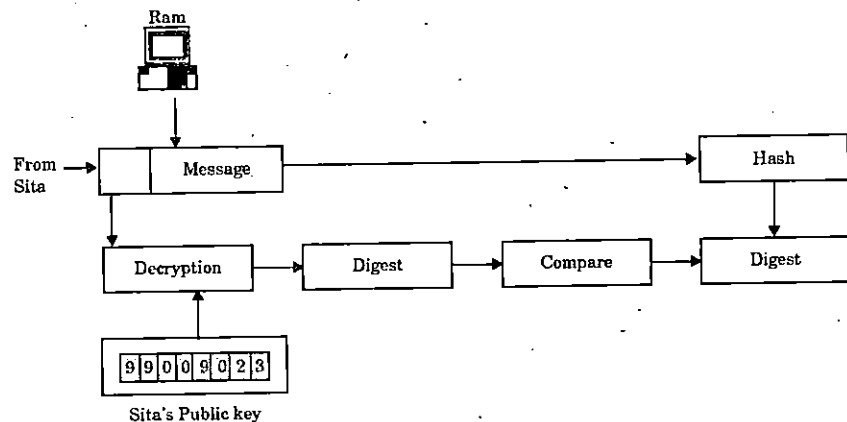 Ram
From
Sita
Message
Hash
Decryption
Digest
Compare
Digest
9 9 0 0 9 0 2 3
Sita's Public key